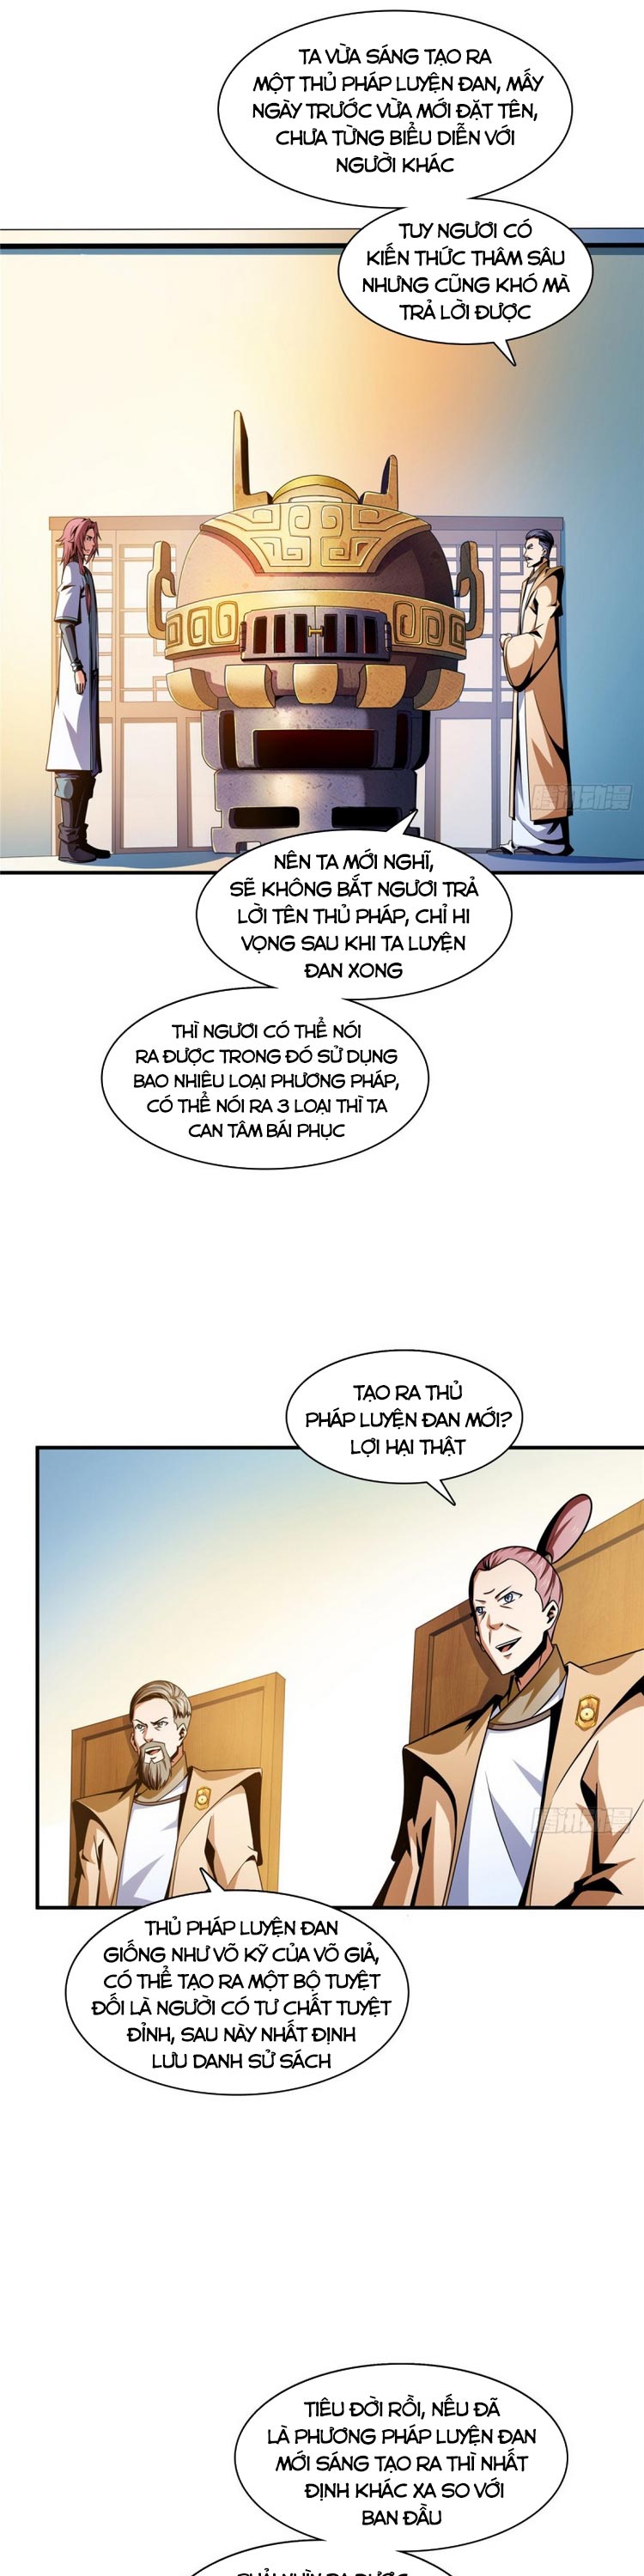 TA VỪA SÁNG TẠO RA
MỘT THỦ PHÁP LUYỆN ĐAN, MẤY
NGÀY TRƯỚC VỪA MỚI ĐẶT TÊN,
CHƯA TỪNG BIỂU DIỄN VỚI
NGƯỜI KHÁC
TUY NGƯƠI CÓ
KIẾN THỨC THÂM SÂU
NHƯNG CŨNG KHÓ MÀ
TRẢ LỜI ĐƯỢC
腾讯动漫
NÊN TA MỚI NGHĨ,
SẼ KHÔNG BẮT NGƯƠI TRẢ
LỜI TÊN THỦ PHÁP, CHỈ HI
VỌNG SAU KHI TA LUYỆN
ĐAN XONG
THÌ NGƯƠI CÓ THỂ NÓI
RA ĐƯỢC TRONG ĐÓ SỬ DỤNG
BAO NHIÊU LOẠI PHƯƠNG PHÁP,
CÓ THỂ NÓI RA 3 LOẠI THÌ TA
CAN TÂM BÁI PHỤC
TẠO RA THỦ
PHÁP LUYỆN ĐAN MỚI?
LỢI HẠI THẬT
腾讯动漫
THỦ PHÁP LUYỆN ĐAN
GIỐNG NHƯ VÕ KỸ CỦA VÕ GIẢ,
CÓ THỂ TẠO RA MỘT BỘ TUYỆT
ĐỐI LÀ NGƯỜI CÓ TƯ CHẤT TUYỆT
ĐỈNH, SAU NÀY NHẤT ĐỊNH
LƯU DANH SỬ SÁCH
TIÊU ĐỜI RỒI, NẾU ĐÃ
LÀ PHƯƠNG PHÁP LUYỆN ĐAN
MỚI SÁNG TẠO RA THÌ NHẤT
ĐỊNH KHÁC XA SO VỚI
BAN ĐẦU